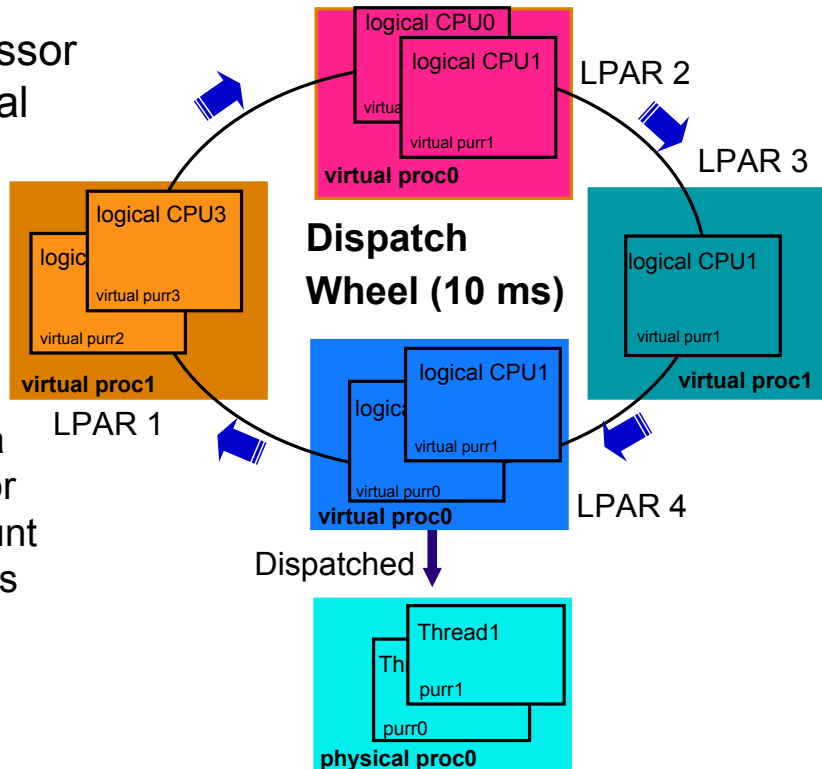 logical CPU0
logical CPU1
virtual purr1
virtual proc0
LPAR 2
LPAR 3
logical CPU3
virtual purr3
virtual purr2
virtual proc1
LPAR 1
Dispatch
Wheel (10 ms)
logical CPU1
virtual purr1
virtual proc1
logical CPU1
virtual purr1
virtual purr0
virtual proc0
LPAR 4
Dispatched
Thread1
purr1
purr0
physical proc0